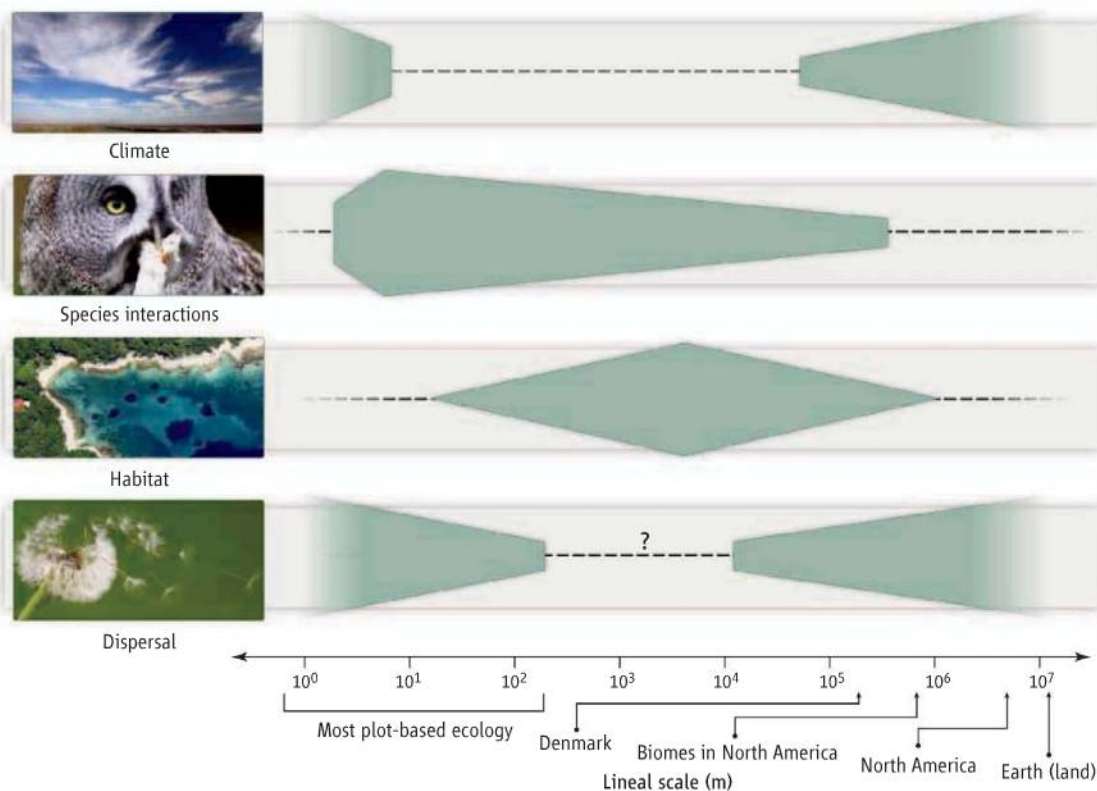 Climate
Species interactions
Habitat
?
Dispersal
10⁰ 10¹ 10² 10³ 10⁴ 10⁵ 10⁶ 10⁷
Most plot-based ecology
Denmark
Biomes in North America
North America
Earth (land)
Lineal scale (m)